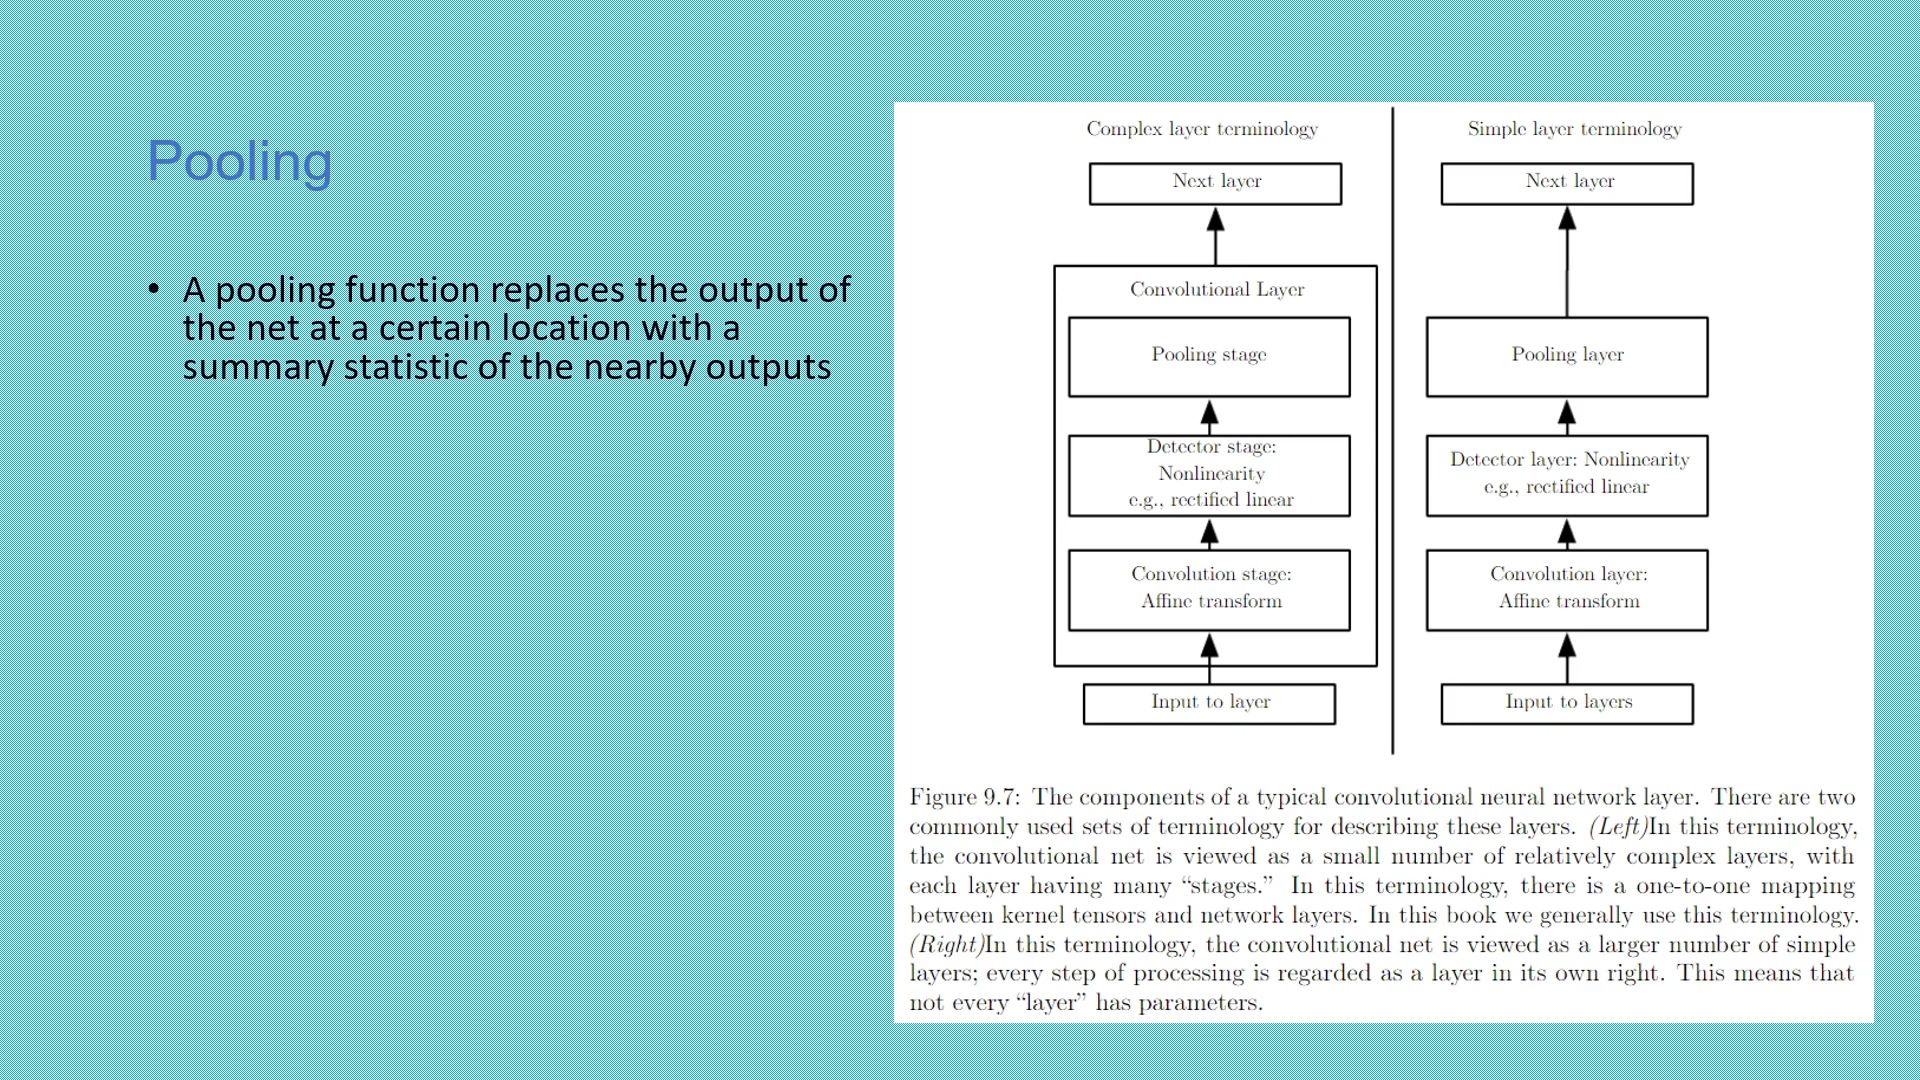 Pooling
• A pooling function replaces the output of
the net at a certain location with a
summary statistic of the nearby outputs
Complex layer terminology
Next layer
Convolutional Layer
Pooling stage
Detector stage:
Nonlinearity
e.g., rectified linear
Convolution stage:
Affine transform
Input to layer
Simple layer terminology
Next layer
Pooling layer
Detector layer: Nonlinearity
e.g., rectified linear
Convolution layer:
Affine transform
Input to layers
Figure 9.7: The components of a typical convolutional neural network layer. There are two
commonly used sets of terminology for describing these layers. (Left)In this terminology,
the convolutional net is viewed as a small number of relatively complex layers, with
each layer having many “stages.” In this terminology, there is a one-to-one mapping
between kernel tensors and network layers. In this book we generally use this terminology.
(Right)In this terminology, the convolutional net is viewed as a larger number of simple
layers; every step of processing is regarded as a layer in its own right. This means that
not every “layer” has parameters.